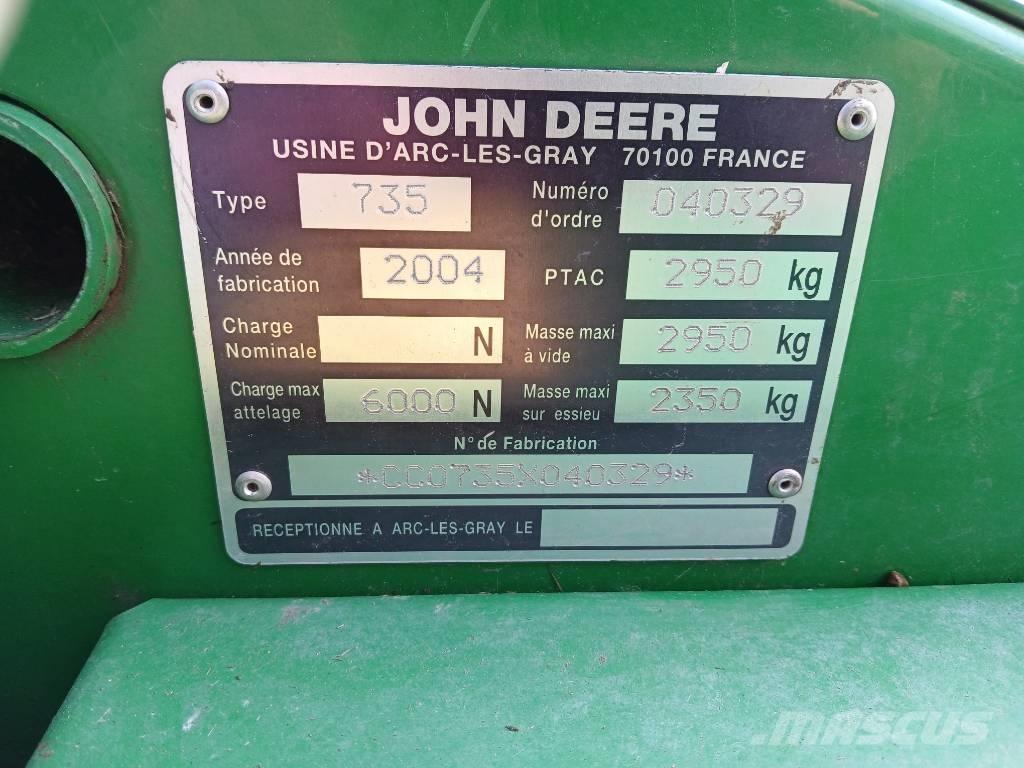 JOHN DEERE
USINE D'ARC-LES-GRAY 70100 FRANCE
Type 735
Numéro d'ordre 040329
Année de fabrication 2004
PTAC 2950 kg
Charge Nominale N
Masse maxi à vide 2950 kg
Charge max attelage 6000 N
Masse maxi sur essieu 2350 kg
N° de Fabrication
*CC0735X040329*
RECEPTIONNE A ARC-LES-GRAY LE
MASCUS